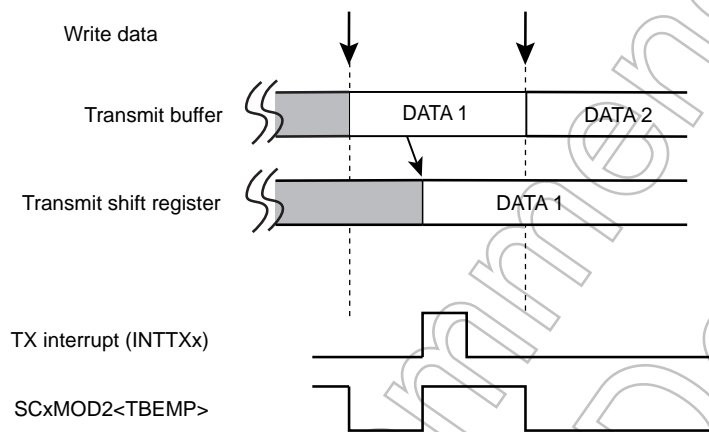 Write data
Transmit buffer
DATA 1
DATA 2
Transmit shift register
DATA 1
TX interrupt (INTTXx)
SCxMOD2<TBEMP>